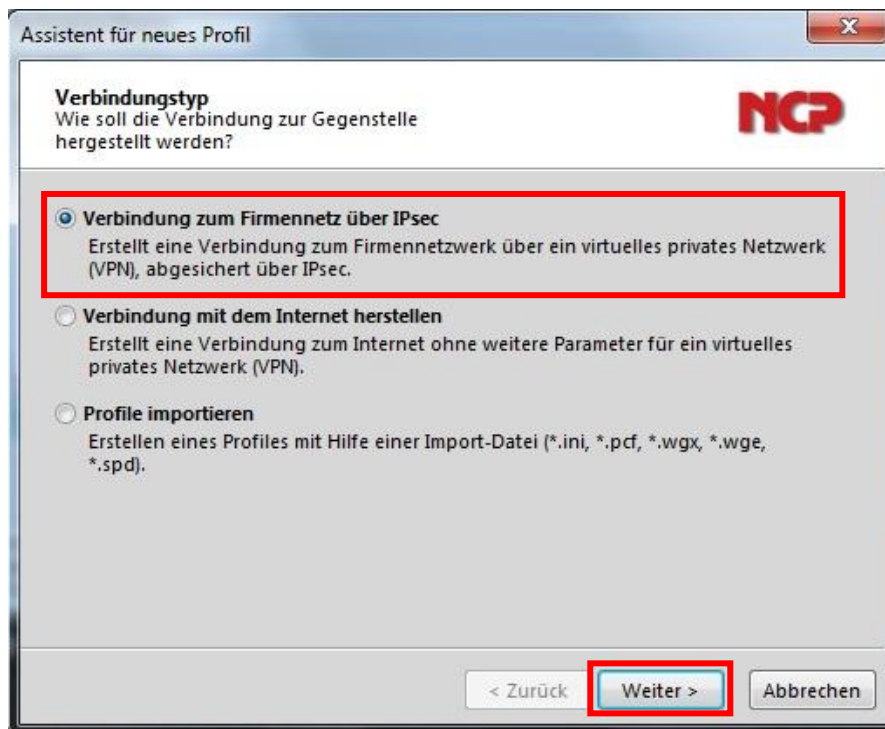 Assistent für neues Profil
Verbindungstyp
Wie soll die Verbindung zur Gegenstelle
hergestellt werden?
NCP
Verbindung zum Firmennetz über IPsec
Erstellt eine Verbindung zum Firmennetzwerk über ein virtuelles privates Netzwerk
(VPN), abgesichert über IPsec.
Verbindung mit dem Internet herstellen
Erstellt eine Verbindung zum Internet ohne weitere Parameter für ein virtuelles
privates Netzwerk (VPN).
Profile importieren
Erstellen eines Profiles mit Hilfe einer Import-Datei (*.ini, *.pcf, *.wgx, *.wge,
*.spd).
< Zurück Weiter > Abbrechen